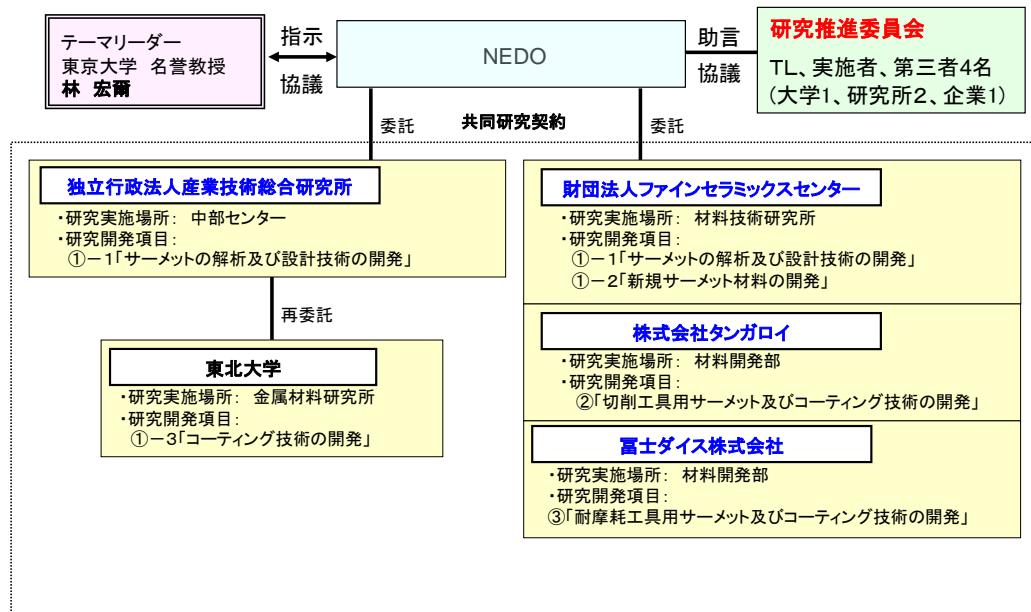 テーマリーダー
東京大学 名誉教授
林 宏爾
指示
協議
NEDO
助言
協議
研究推進委員会
TL、実施者、第三者4名
(大学1、研究所2、企業1)
委託
共同研究契約
委託
独立行政法人産業技術総合研究所
・研究実施場所: 中部センター
・研究開発項目:
①-1「サーメットの解析及び設計技術の開発」
再委託
東北大学
・研究実施場所: 金属材料研究所
・研究開発項目:
①-3「コーティング技術の開発」
財団法人ファインセラミックスセンター
・研究実施場所: 材料技術研究所
・研究開発項目:
①-1「サーメットの解析及び設計技術の開発」
①-2「新規サーメット材料の開発」
株式会社タンガロイ
・研究実施場所: 材料開発部
・研究開発項目:
②「切削工具用サーメット及びコーティング技術の開発」
冨士ダイス株式会社
・研究実施場所: 材料開発部
・研究開発項目:
③「耐摩耗工具用サーメット及びコーティング技術の開発」